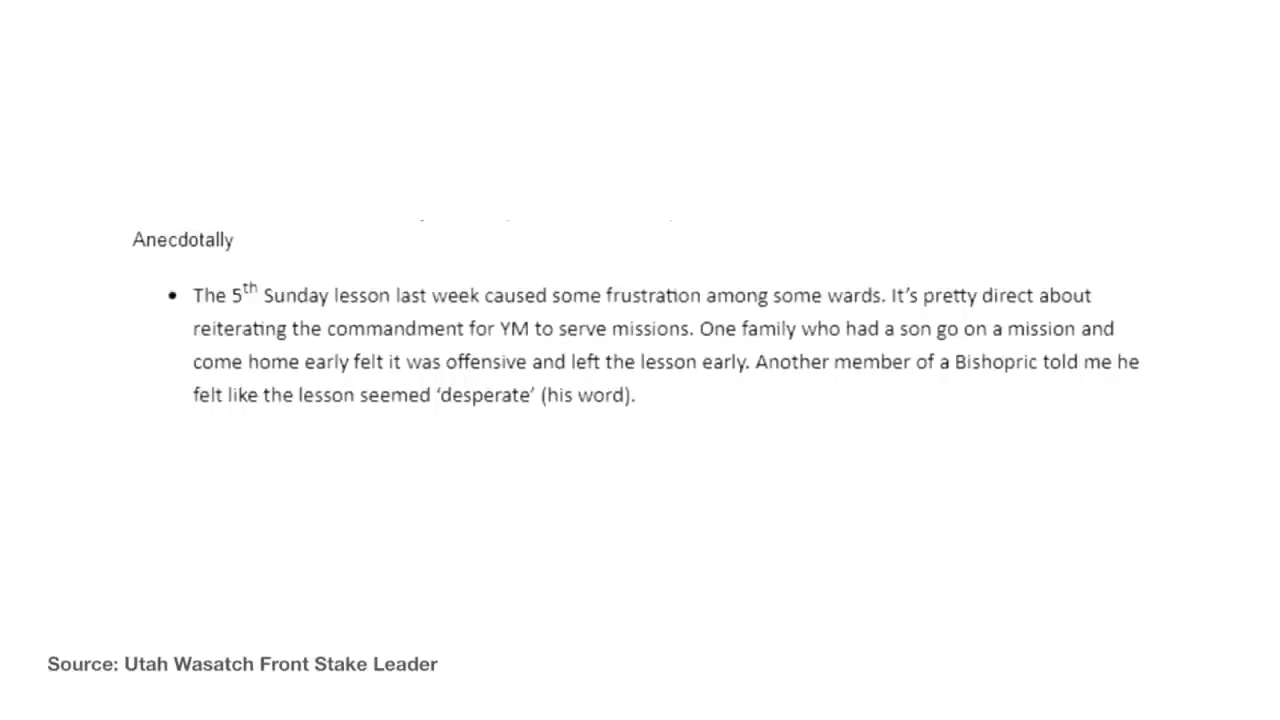 Anecdotally
• The 5th Sunday lesson last week caused some frustration among some wards. It’s pretty direct about
reiterating the commandment for YM to serve missions. One family who had a son go on a mission and
come home early felt it was offensive and left the lesson early. Another member of a Bishopric told me he
felt like the lesson seemed ‘desperate’ (his word).
Source: Utah Wasatch Front Stake Leader